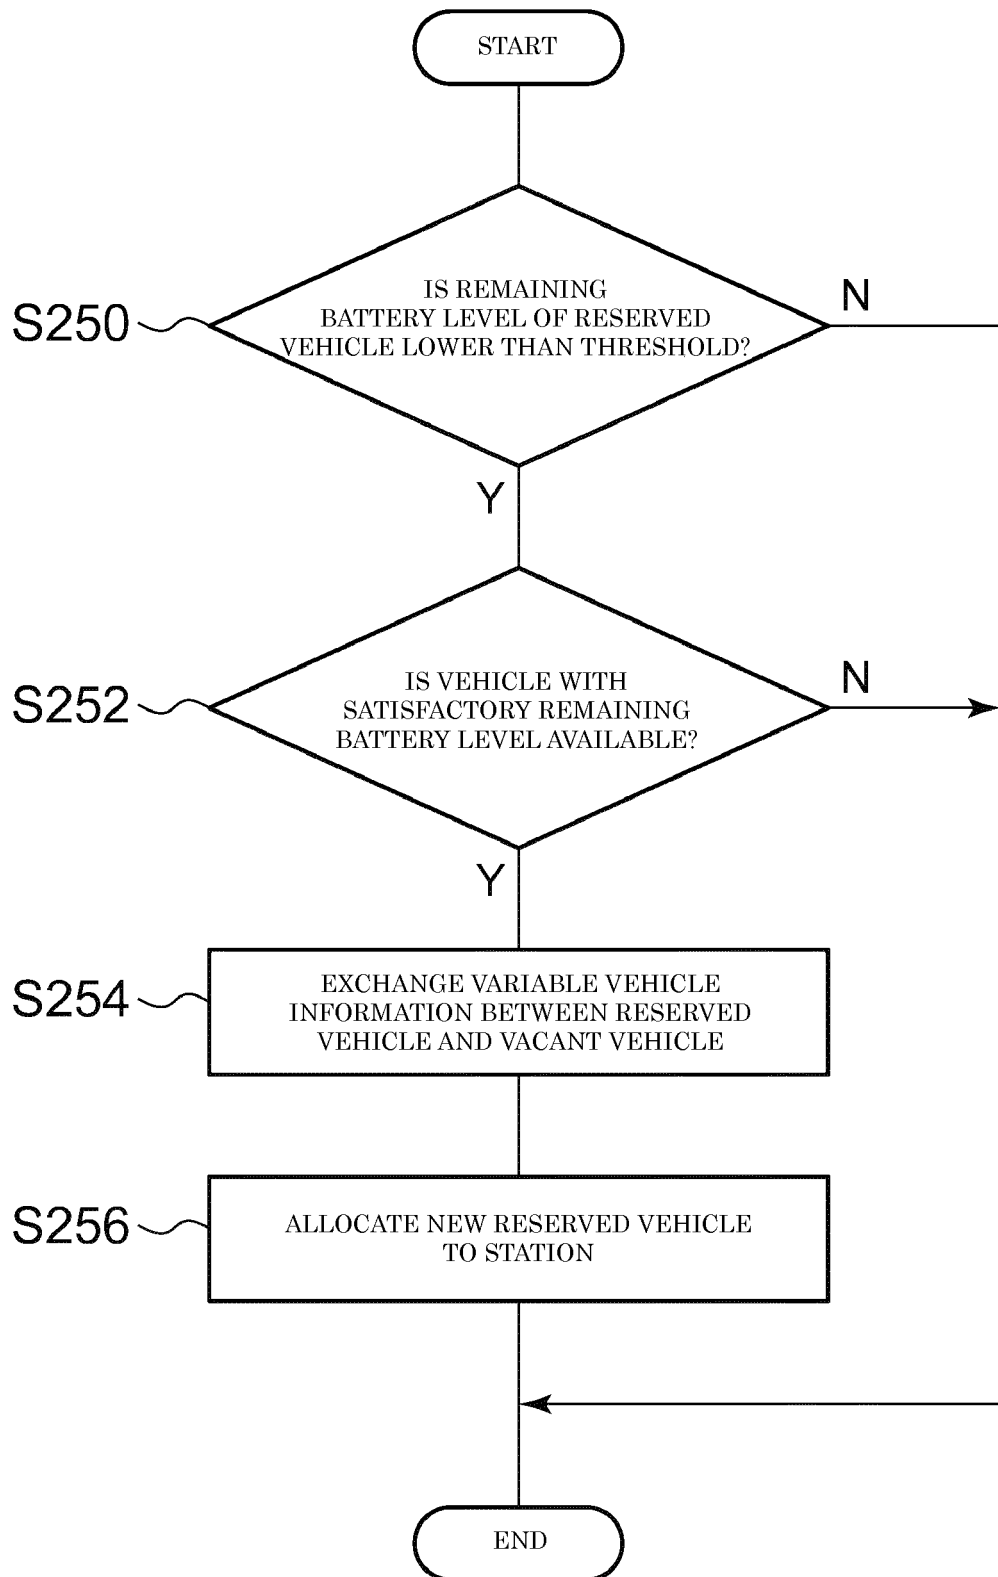 START
IS REMAINING
BATTERY LEVEL OF RESERVED
VEHICLE LOWER THAN THRESHOLD?
N
S250
Y
IS VEHICLE WITH
SATISFACTORY REMAINING
BATTERY LEVEL AVAILABLE?
N
S252
Y
EXCHANGE VARIABLE VEHICLE
INFORMATION BETWEEN RESERVED
VEHICLE AND VACANT VEHICLE
S254
ALLOCATE NEW RESERVED VEHICLE
TO STATION
S256
END